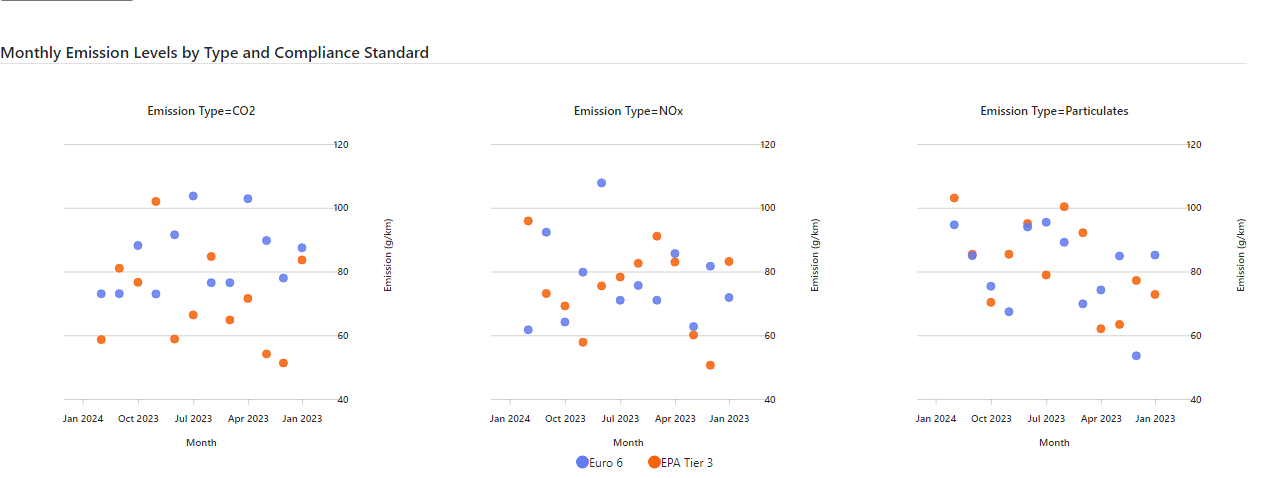 Monthly Emission Levels by Type and Compliance Standard
Emission Type=CO2
120
100
80
60
40
Emission (g/km)
Jan 2024 Oct 2023 Jul 2023 Apr 2023 Jan 2023
Month
Emission Type=NOx
120
100
80
60
40
Emission (g/km)
Jan 2024 Oct 2023 Jul 2023 Apr 2023 Jan 2023
Month
Emission Type=Particulates
120
100
80
60
40
Emission (g/km)
Jan 2024 Oct 2023 Jul 2023 Apr 2023 Jan 2023
Month
Euro 6 EPA Tier 3